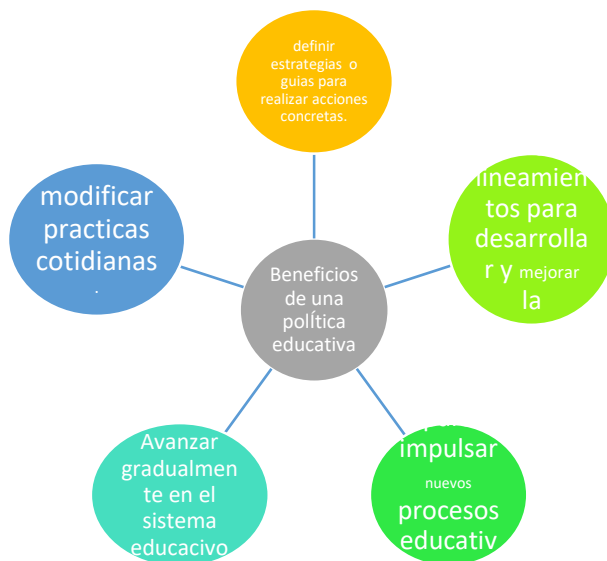 definir
estrategias o
guias para
realizar acciones
concretas.
lineamien
tos para
desarrolla
r y mejorar
la
modificar
practicas
cotidianas
.
Beneficios
de una
polÍtica
educativa
Avanzar
gradualmen
te en el
sistema
educacivo
impulsar
nuevos
procesos
educativ